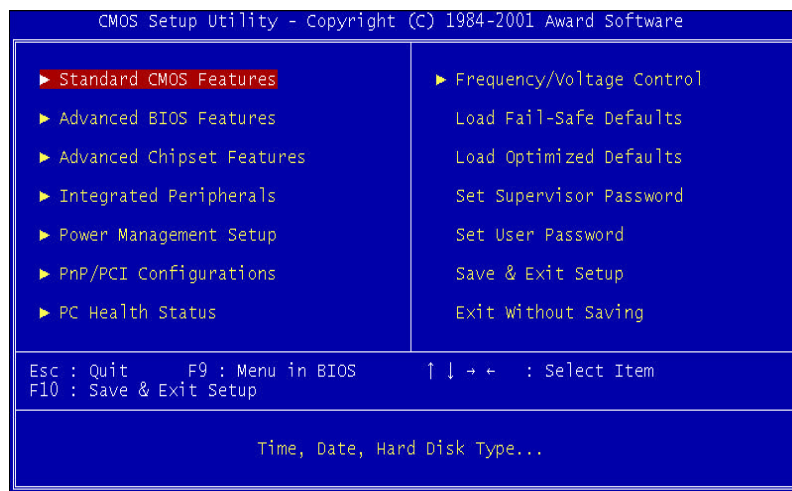 CMOS Setup Utility - Copyright (C) 1984-2001 Award Software
► Standard CMOS Features
► Advanced BIOS Features
► Advanced Chipset Features
► Integrated Peripherals
► Power Management Setup
► PnP/PCI Configurations
► PC Health Status
► Frequency/Voltage Control
Load Fail-Safe Defaults
Load Optimized Defaults
Set Supervisor Password
Set User Password
Save & Exit Setup
Exit Without Saving
Esc : Quit F9 : Menu in BIOS ↑ ↓ → ← : Select Item
F10 : Save & Exit Setup
Time, Date, Hard Disk Type...